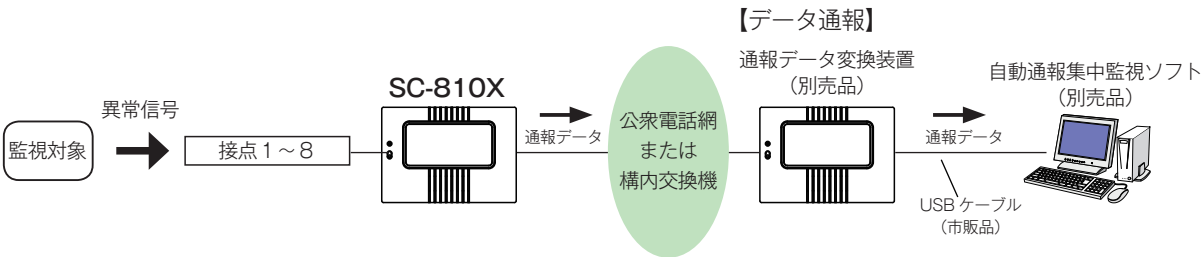 【データ通報】
監視対象
異常信号
接点1～8
SC-810X
通報データ
公衆電話網
または
構内交換機
通報データ変換装置
(別売品)
通報データ
USB ケーブル
(市販品)
自動通報集中監視ソフト
(別売品)